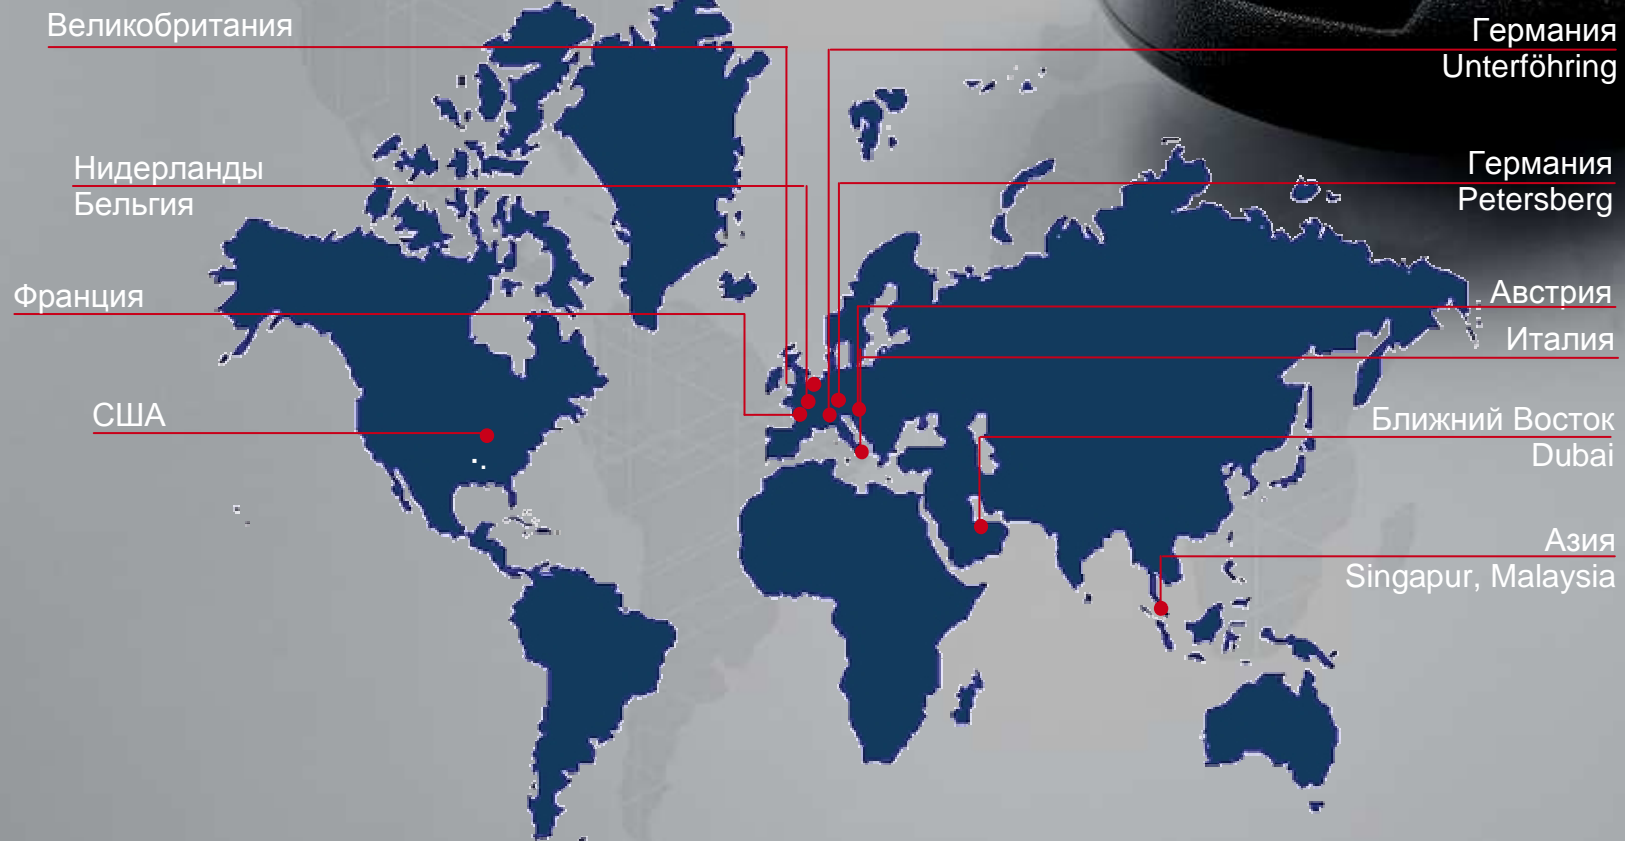 Великобритания
Нидерланды
Бельгия
Франция
США
Германия
Unterföhring
Германия
Petersberg
Австрия
Италия
Ближний Восток
Dubai
Азия
Singapur, Malaysia